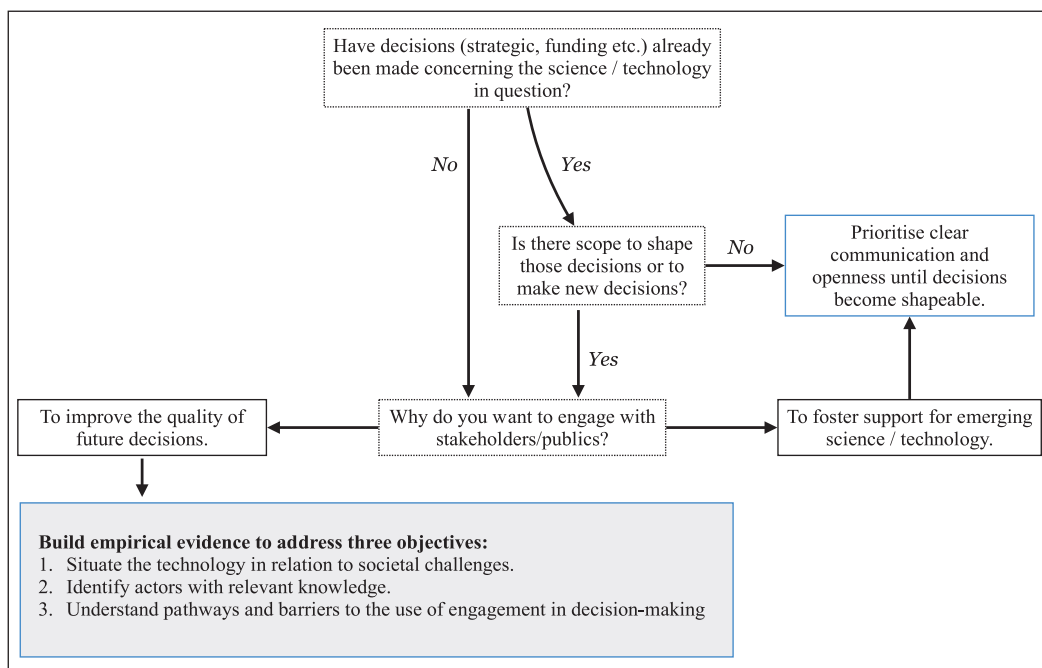 Have decisions (strategic, funding etc.) already
been made concerning the science / technology
in question?
No
Yes
Is there scope to shape
those decisions or to
make new decisions?
No
Prioritise clear
communication and
openness until decisions
become shapeable.
Yes
To improve the quality of
future decisions.
Why do you want to engage with
stakeholders/publics?
To foster support for emerging
science / technology.
Build empirical evidence to address three objectives:
1. Situate the technology in relation to societal challenges.
2. Identify actors with relevant knowledge.
3. Understand pathways and barriers to the use of engagement in decision-making